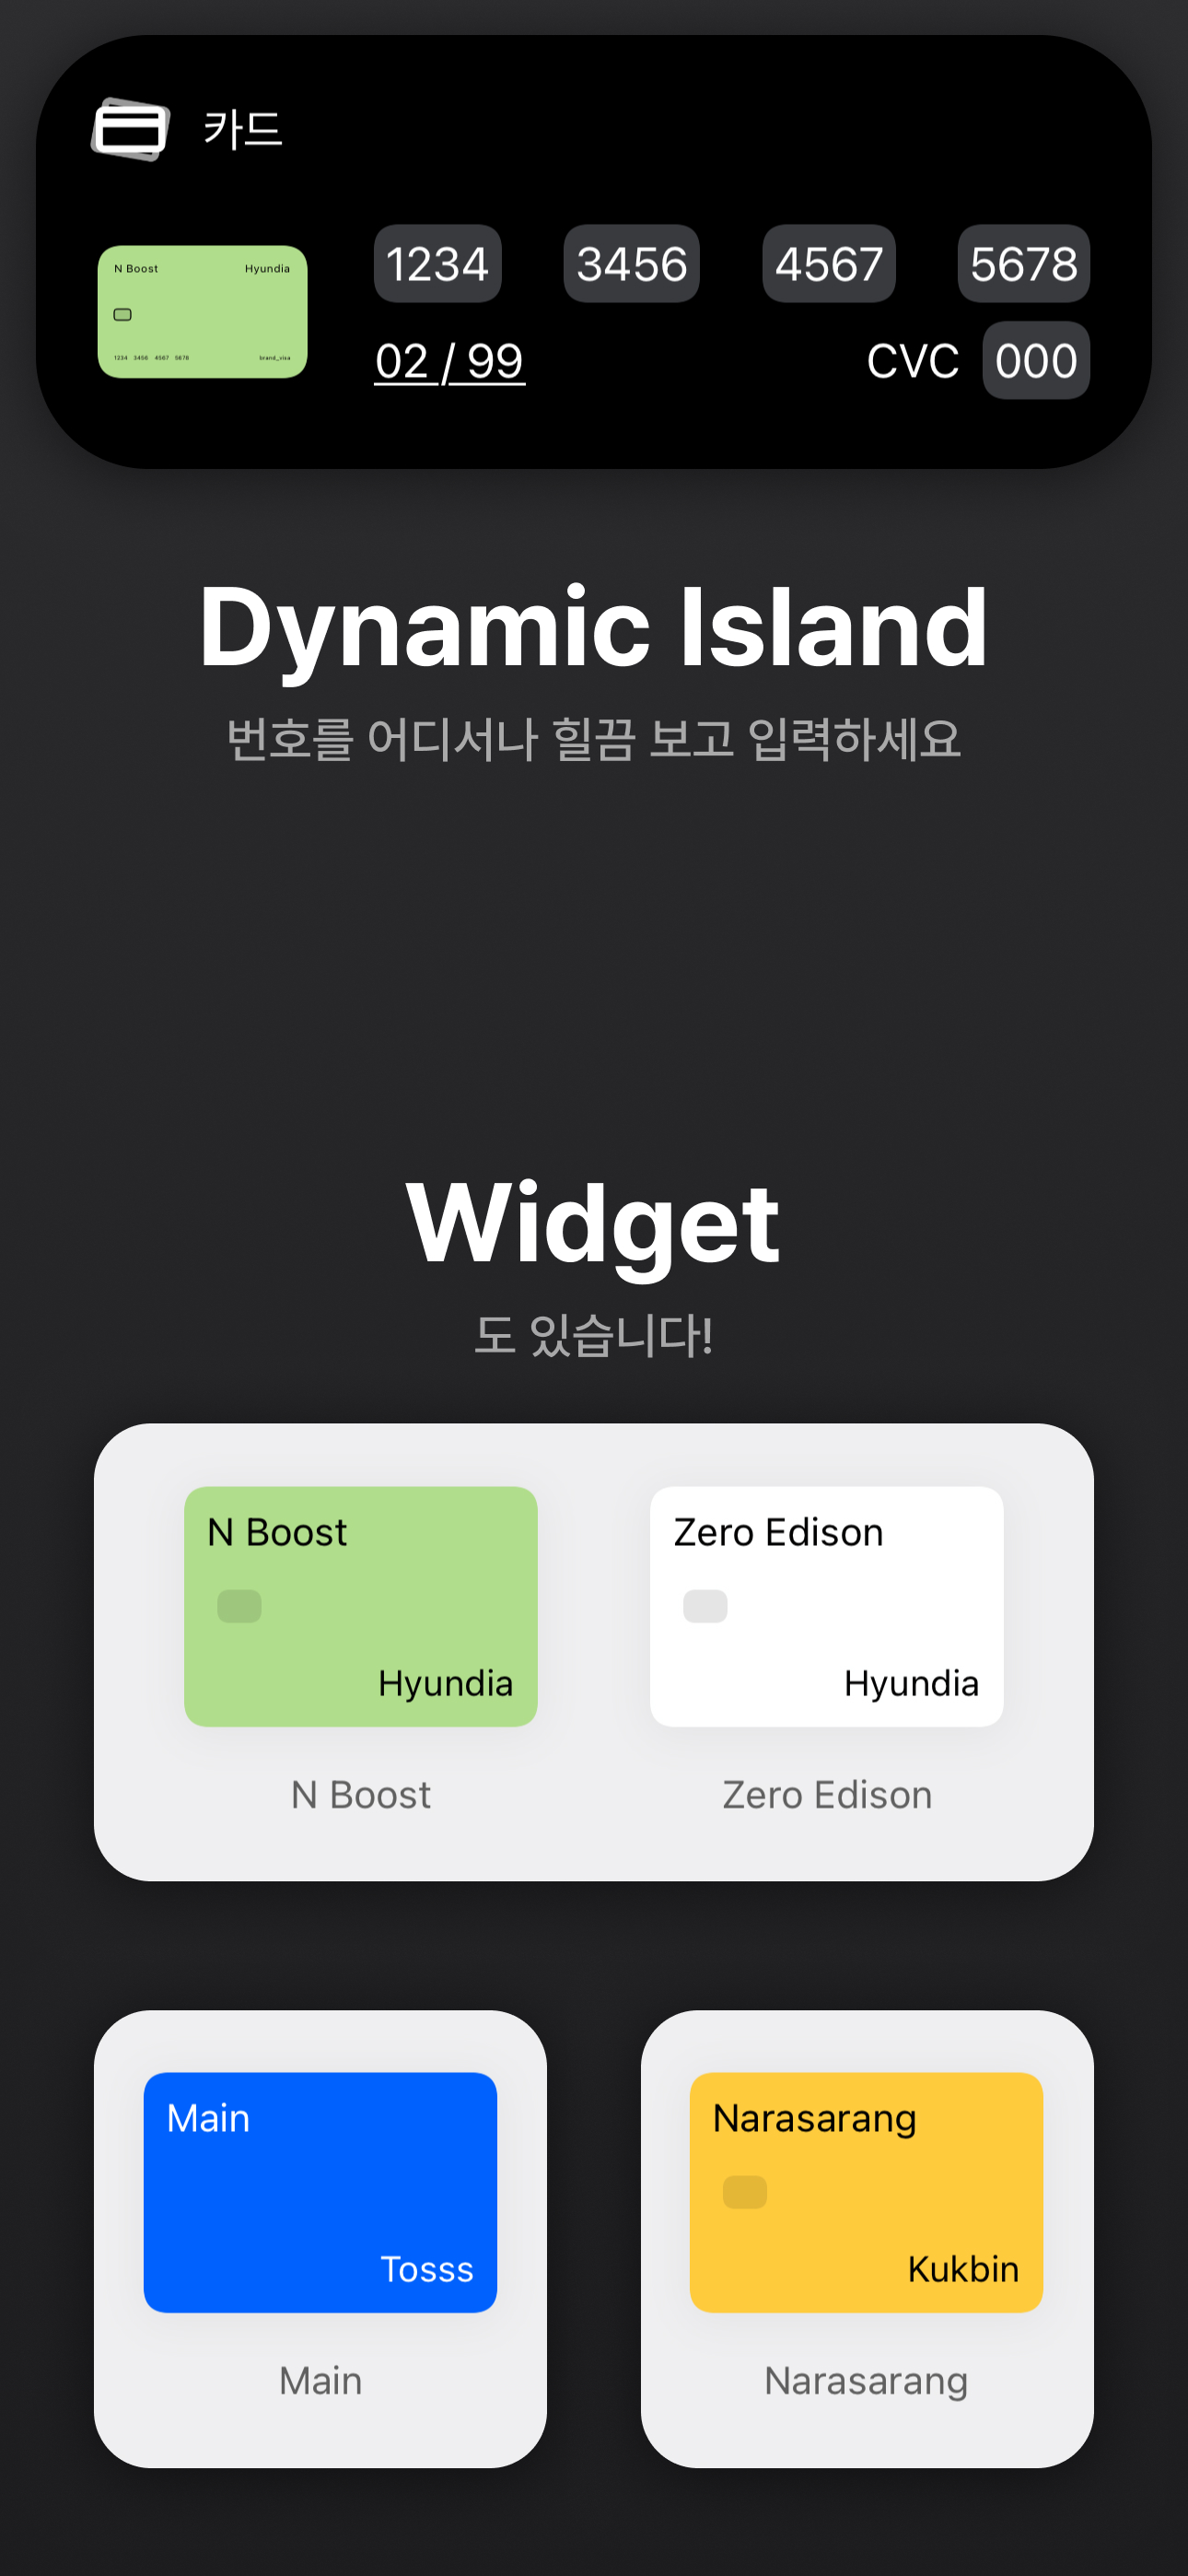 카드
N Boost Hyundia
1234 3456 4567 5678 brand_visa
1234 3456 4567 5678
02 / 99 CVC 000
Dynamic Island
번호를 어디서나 힐끔 보고 입력하세요
Widget
도 있습니다!
N Boost
Hyundia
N Boost
Zero Edison
Hyundia
Zero Edison
Main
Tosss
Main
Narasarang
Kukbin
Narasarang